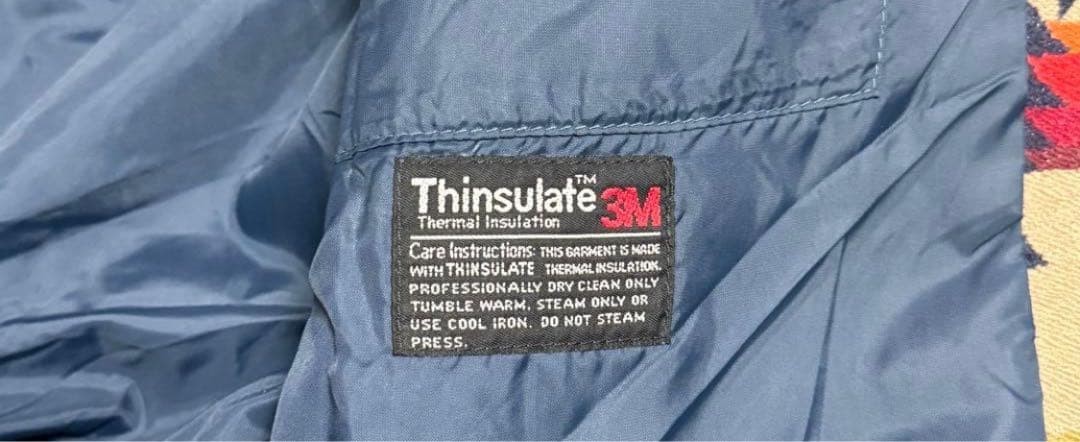 Thinsulate™ 3M
Thermal Insulation
Care Instructions: THIS GARMENT IS MADE
WITH THINSULATE THERMAL INSULATION.
PROFESSIONALLY DRY CLEAN ONLY
TUMBLE WARM. STEAM ONLY OR
USE COOL IRON. DO NOT STEAM
PRESS.